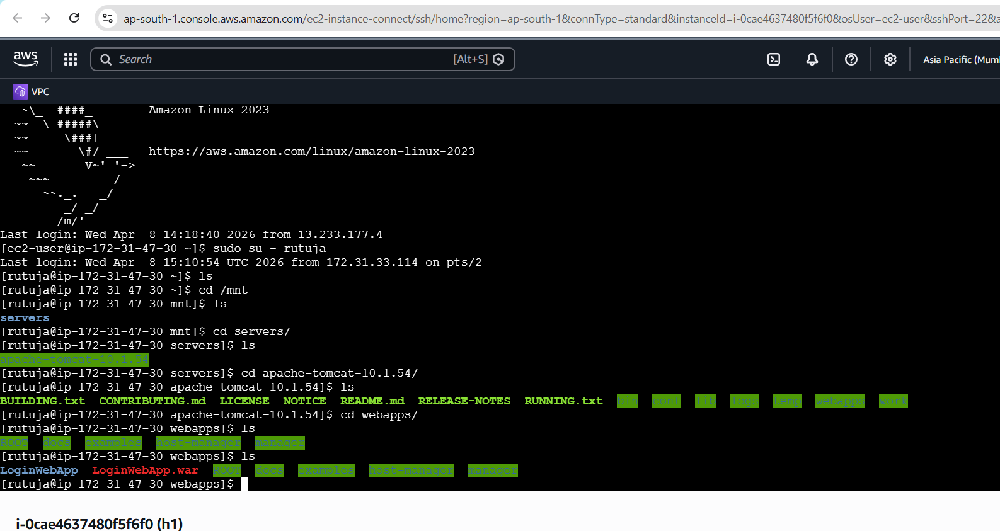 ap-south-1.console.aws.amazon.com/ec2-instance-connect/ssh/home?region=ap-south-1&connType=standard&instanceId=i-0cae4637480f5f6f0&osUser=ec2-user&sshPort=22&a
aws
Search [Alt+S]
Asia Pacific (Mum
VPC
   ~\_  ####_        Amazon Linux 2023
  ~~  \_#####\
  ~~     \###|
  ~~       \#/ ___   https://aws.amazon.com/linux/amazon-linux-2023
   ~~       V~' '->
    ~~~         /
      ~~._.   _/
         _/ _/
       _/m/'
Last login: Wed Apr  8 14:18:40 2026 from 13.233.177.4
[ec2-user@ip-172-31-47-30 ~]$ sudo su - rutuja
Last login: Wed Apr  8 15:10:54 UTC 2026 from 172.31.33.114 on pts/2
[rutuja@ip-172-31-47-30 ~]$ ls
[rutuja@ip-172-31-47-30 ~]$ cd /mnt
[rutuja@ip-172-31-47-30 mnt]$ ls
servers
[rutuja@ip-172-31-47-30 mnt]$ cd servers/
[rutuja@ip-172-31-47-30 servers]$ ls
apache-tomcat-10.1.54
[rutuja@ip-172-31-47-30 servers]$ cd apache-tomcat-10.1.54/
[rutuja@ip-172-31-47-30 apache-tomcat-10.1.54]$ ls
BUILDING.txt  CONTRIBUTING.md  LICENSE  NOTICE  README.md  RELEASE-NOTES  RUNNING.txt  bin  conf  lib  logs  temp  webapps  work
[rutuja@ip-172-31-47-30 apache-tomcat-10.1.54]$ cd webapps/
[rutuja@ip-172-31-47-30 webapps]$ ls
ROOT  docs  examples  host-manager  manager
[rutuja@ip-172-31-47-30 webapps]$ ls
LoginWebApp  LoginWebApp.war  ROOT  docs  examples  host-manager  manager
[rutuja@ip-172-31-47-30 webapps]$
i-0cae4637480f5f6f0 (h1)